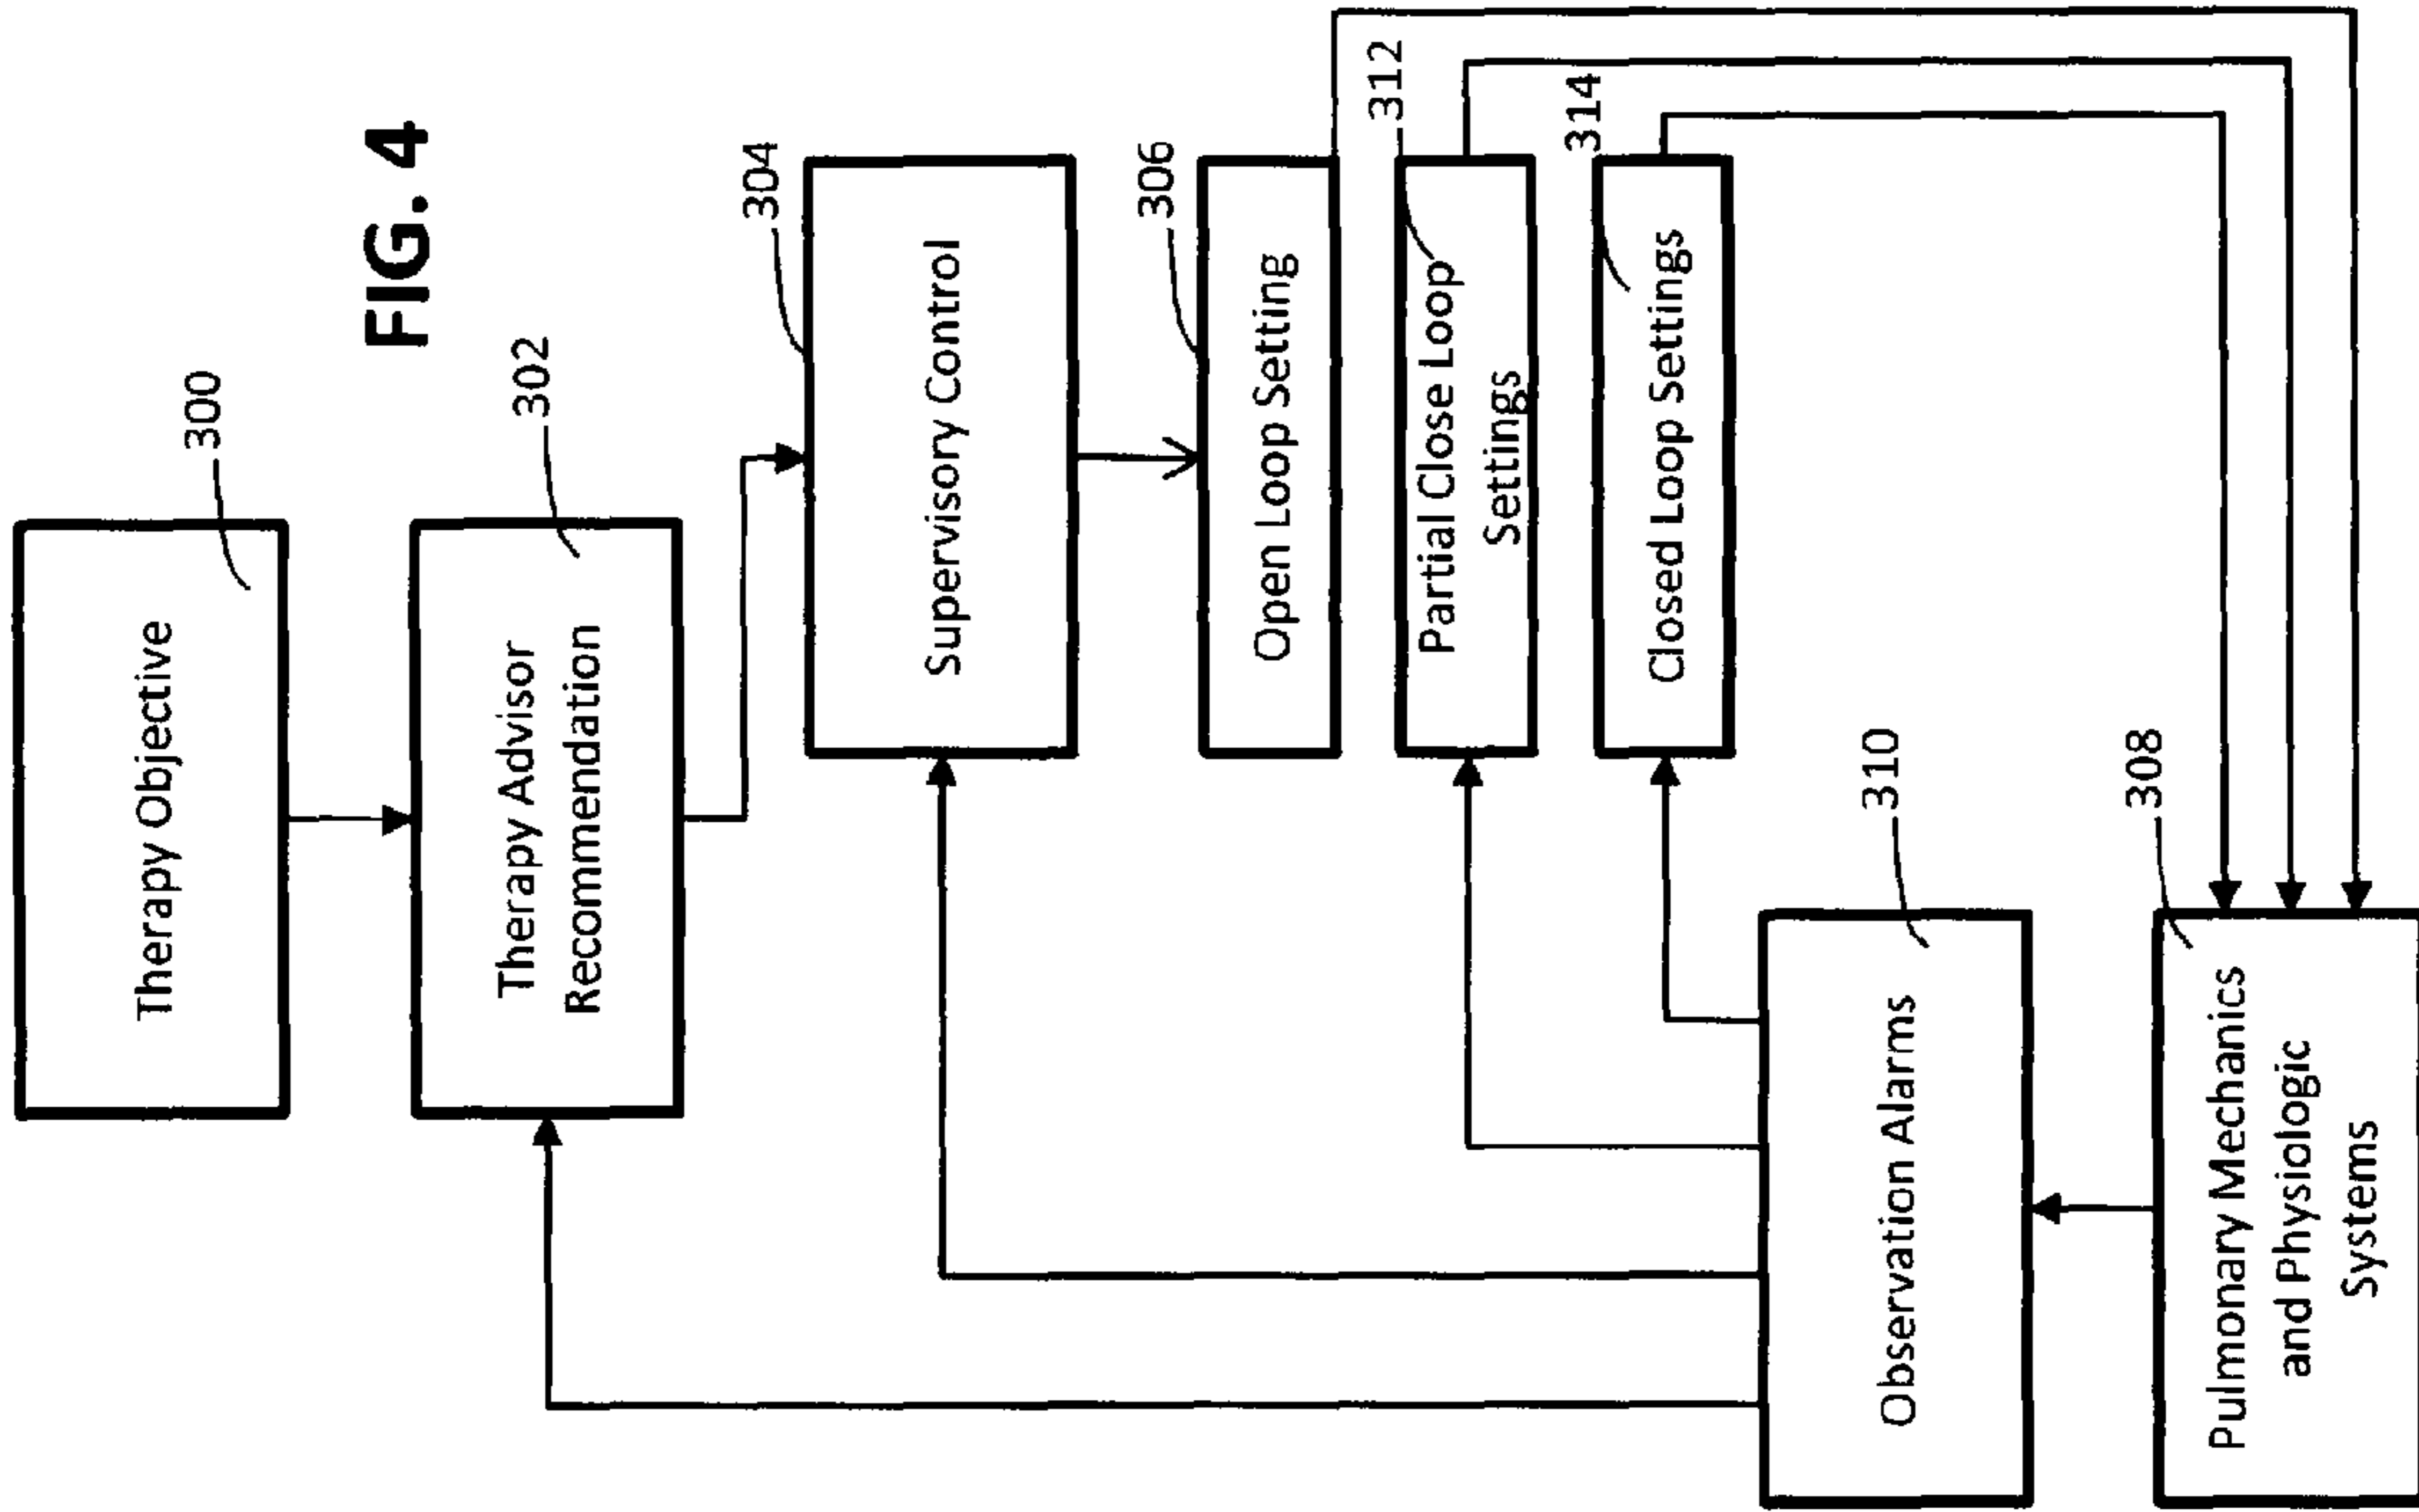 FIG. 4
Therapy Objective
300
Therapy Advisor
Recommendation
302
Supervisory Control
304
Open Loop Setting
306
Partial Close Loop
Settings
312
Closed Loop Settings
314
Observation Alarms
310
Pulmonary Mechanics
and Physiologic
Systems
308